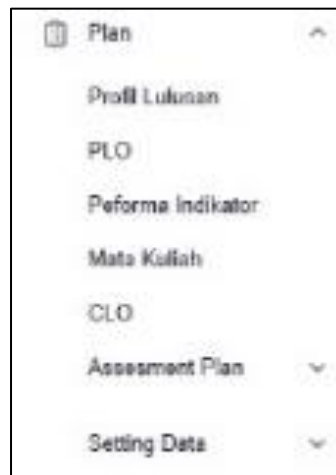 Plan
Profil Lulusan
PLO
Peforma Indikator
Mata Kuliah
CLO
Assesment Plan
Setting Data